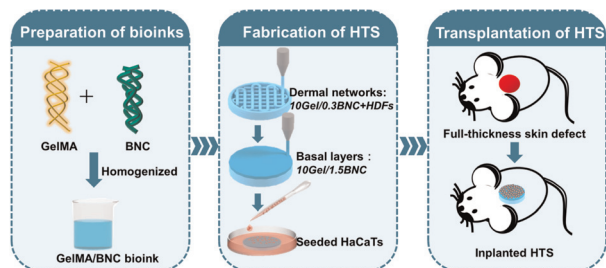 Preparation of bioinks
GelMA
BNC
Homogenized
GelMA/BNC bioink
Fabrication of HTS
Dermal networks:
10Gel/0.3BNC+HDFs
Basal layers :
10Gel/1.5BNC
Seeded HaCaTs
Transplantation of HTS
Full-thickness skin defect
Inplanted HTS